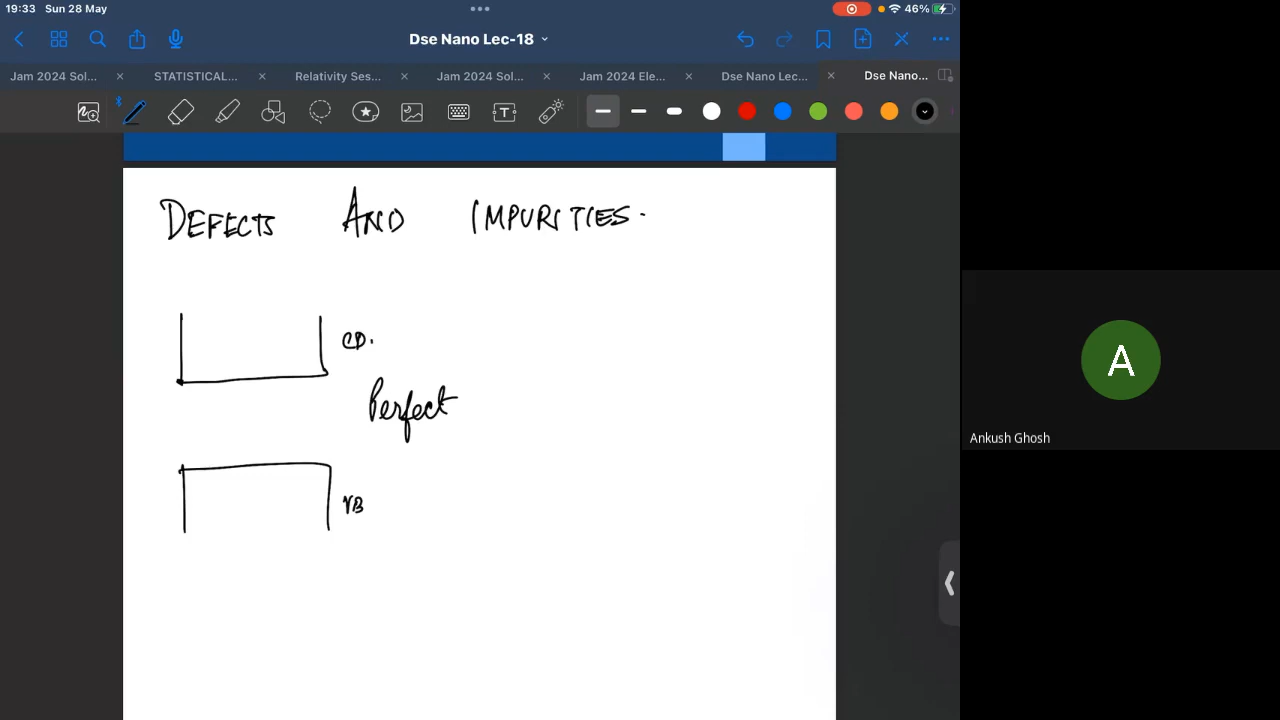 19:33 Sun 28 May
46%
Dse Nano Lec-18
Jam 2024 Sol...
STATISTICAL...
Relativity Ses...
Jam 2024 Sol...
Jam 2024 Ele...
Dse Nano Lec...
Dse Nano...
DEFECTS AND IMPURITIES.
Perfect
VB
A
Ankush Ghosh